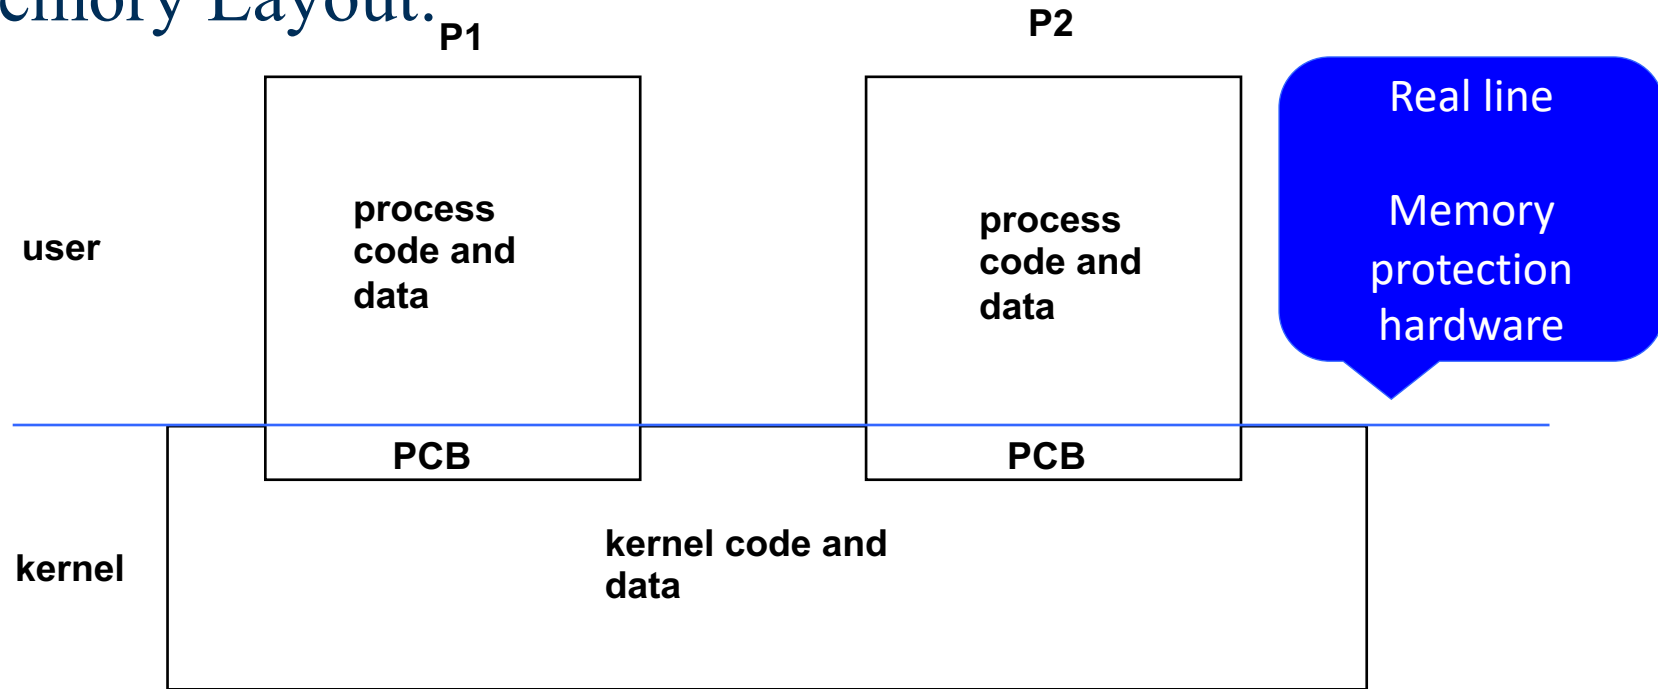 Layout:
P1
P2
Real line
Memory
protection
hardware
user
process
code and
data
process
code and
data
PCB
PCB
kernel
kernel code and
data